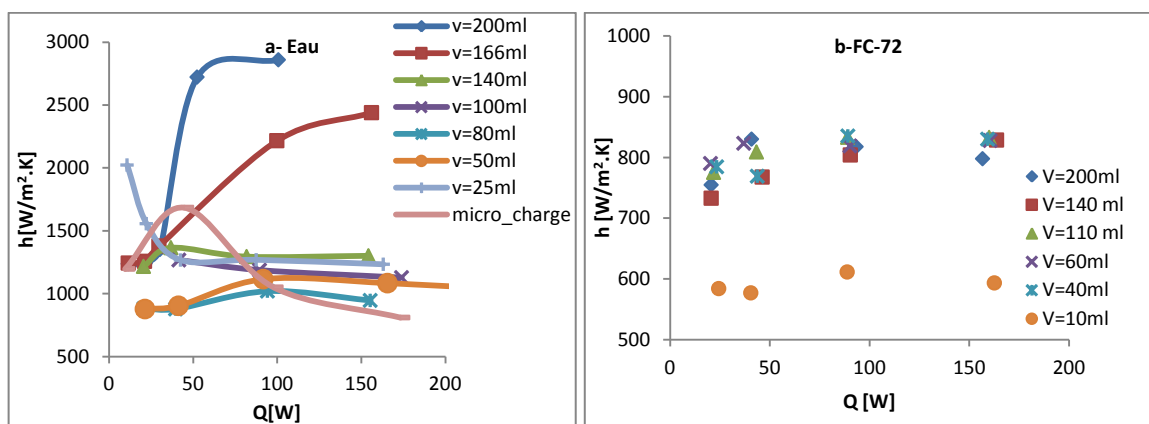 a- Eau
3000
2500
2000
1500
1000
500
h[W/m².K]
0
50
100
150
200
Q[W]
v=200ml
v=166ml
v=140ml
v=100ml
v=80ml
v=50ml
v=25ml
micro_charge
b-FC-72
1000
900
800
700
600
500
h [W/m².K]
0
50
100
150
200
Q [W]
V=200ml
V=140 ml
V=110 ml
V=60ml
V=40ml
V=10ml